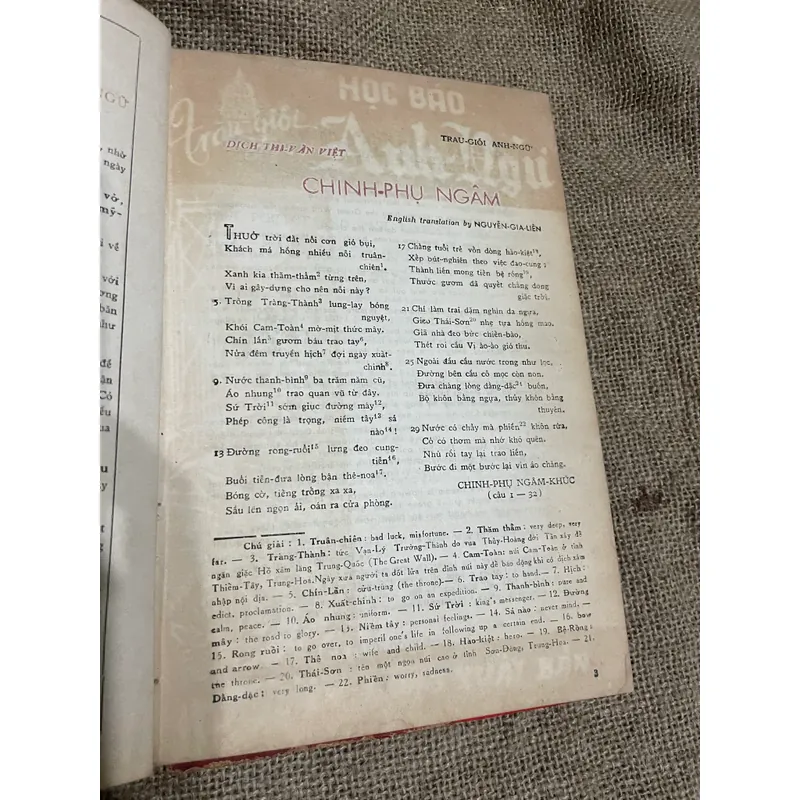 NGỮ
nhờ
ngày
vở,
mỹ-
về
với
ương
bản
như
để
ận
Có
ua
u
y
HỌC BÁO
Trau giồi
Anh-Ngữ
TRAU-GIỒI ANH-NGỮ
DỊCH THƠ VĂN VIỆT
CHINH-PHỤ NGÂM
English translation by NGUYỄN-GIA-LIÊN
THUỞ trời đất nổi cơn gió bụi,
Khách má hồng nhiều nỗi truân-
chiên¹.
Xanh kia thăm-thẳm² từng trên,
Vì ai gây-dựng cho nên nỗi này?
5. Trống Tràng-Thành³ lung-lay bóng
nguyệt,
Khói Cam-Toàn⁴ mờ-mịt thức mây.
Chín lần⁵ gươm báu trao tay⁶,
Nửa đêm truyền hịch⁷ đợi ngày xuất-
chinh⁸.
9. Nước thanh-bình⁹ ba trăm năm cũ,
Áo nhung¹⁰ trao quan vũ từ đây.
Sứ Trời¹¹ sớm giục đường mây¹²,
Phép công là trọng, niềm tây¹³ sá
nào¹⁴!
13 Đường rong-ruổi¹⁵ lưng đeo cung-
tiễn¹⁶,
Buổi tiễn-đưa lòng bận thê-noa¹⁷.
Bóng cờ, tiếng trống xa xa,
Sầu lên ngọn ải, oán ra cửa phòng.
17 Chàng tuổi trẻ vốn dòng hào-kiệt¹⁸,
Xếp bút-nghiên theo việc đao-cung;
Thành liền mong tiến bệ rồng¹⁹,
Thước gươm đã quyết chẳng dong
giặc trời.
21 Chí làm trai dặm nghìn da ngựa,
Gieo Thái-Sơn²⁰ nhẹ tựa hồng mao.
Giã nhà đeo bức chiến-bào,
Thét roi cầu Vị ào-ào gió thu.
25 Ngoài đầu cầu nước trong như lọc,
Đường bên cầu cỏ mọc còn non.
Đưa chàng lòng dằng-dặc²¹ buồn,
Bộ khôn bằng ngựa, thủy khôn bằng
thuyền.
29 Nước có chảy mà phiền²² khôn rửa,
Cỏ có thơm mà nhớ khó quên.
Nhủ rồi tay lại trao liền,
Bước đi một bước lại vin áo chàng.
CHINH-PHỤ NGÂM-KHÚC
(câu 1 — 32)
Chú giải: 1. Truân-chiên: bad luck, misfortune. — 2. Thăm thẳm: very deep, very
far. — 3. Tràng-Thành: tức Vạn-Lý Trường-Thành do vua Thủy-Hoàng đời Tần xây để
ngăn giặc Hồ xâm lăng Trung-Quốc (The Great Wall). — 4. Cam-Toàn: núi Cam-Toàn ở tỉnh
Thiểm-Tây, Trung-Hoa. Ngày xưa người ta đốt lửa trên đỉnh núi này để báo động khi có địch xâm
nhập nội địa. — 5. Chín-Lần: cửu-trùng (the throne). — 6. Trao tay: to hand. — 7. Hịch:
edict, proclamation. — 8. Xuất-chinh: to go on an expedition. — 9. Thanh-bình: pure and
calm, peace. — 10. Áo nhung: uniform. — 11. Sứ Trời: king's messenger. — 12. Đường
mây: the road to glory. — 13. Niềm tây: personal feelings. — 14. Sá nào: never mind, —
15. Rong ruổi: to go over, to imperil one's life in following up a certain end. — 16. bow
and arrow. — 17. Thê noa: wife and child. — 18. Hào-kiệt: hero. — 19. Bệ-Rồng:
the throne. — 20. Thái-Sơn: tên một ngọn núi cao ở tỉnh Sơn-Đông, Trung-Hoa. — 21.
Dằng-dặc: very long. — 22. Phiền: worry, sadness.
3